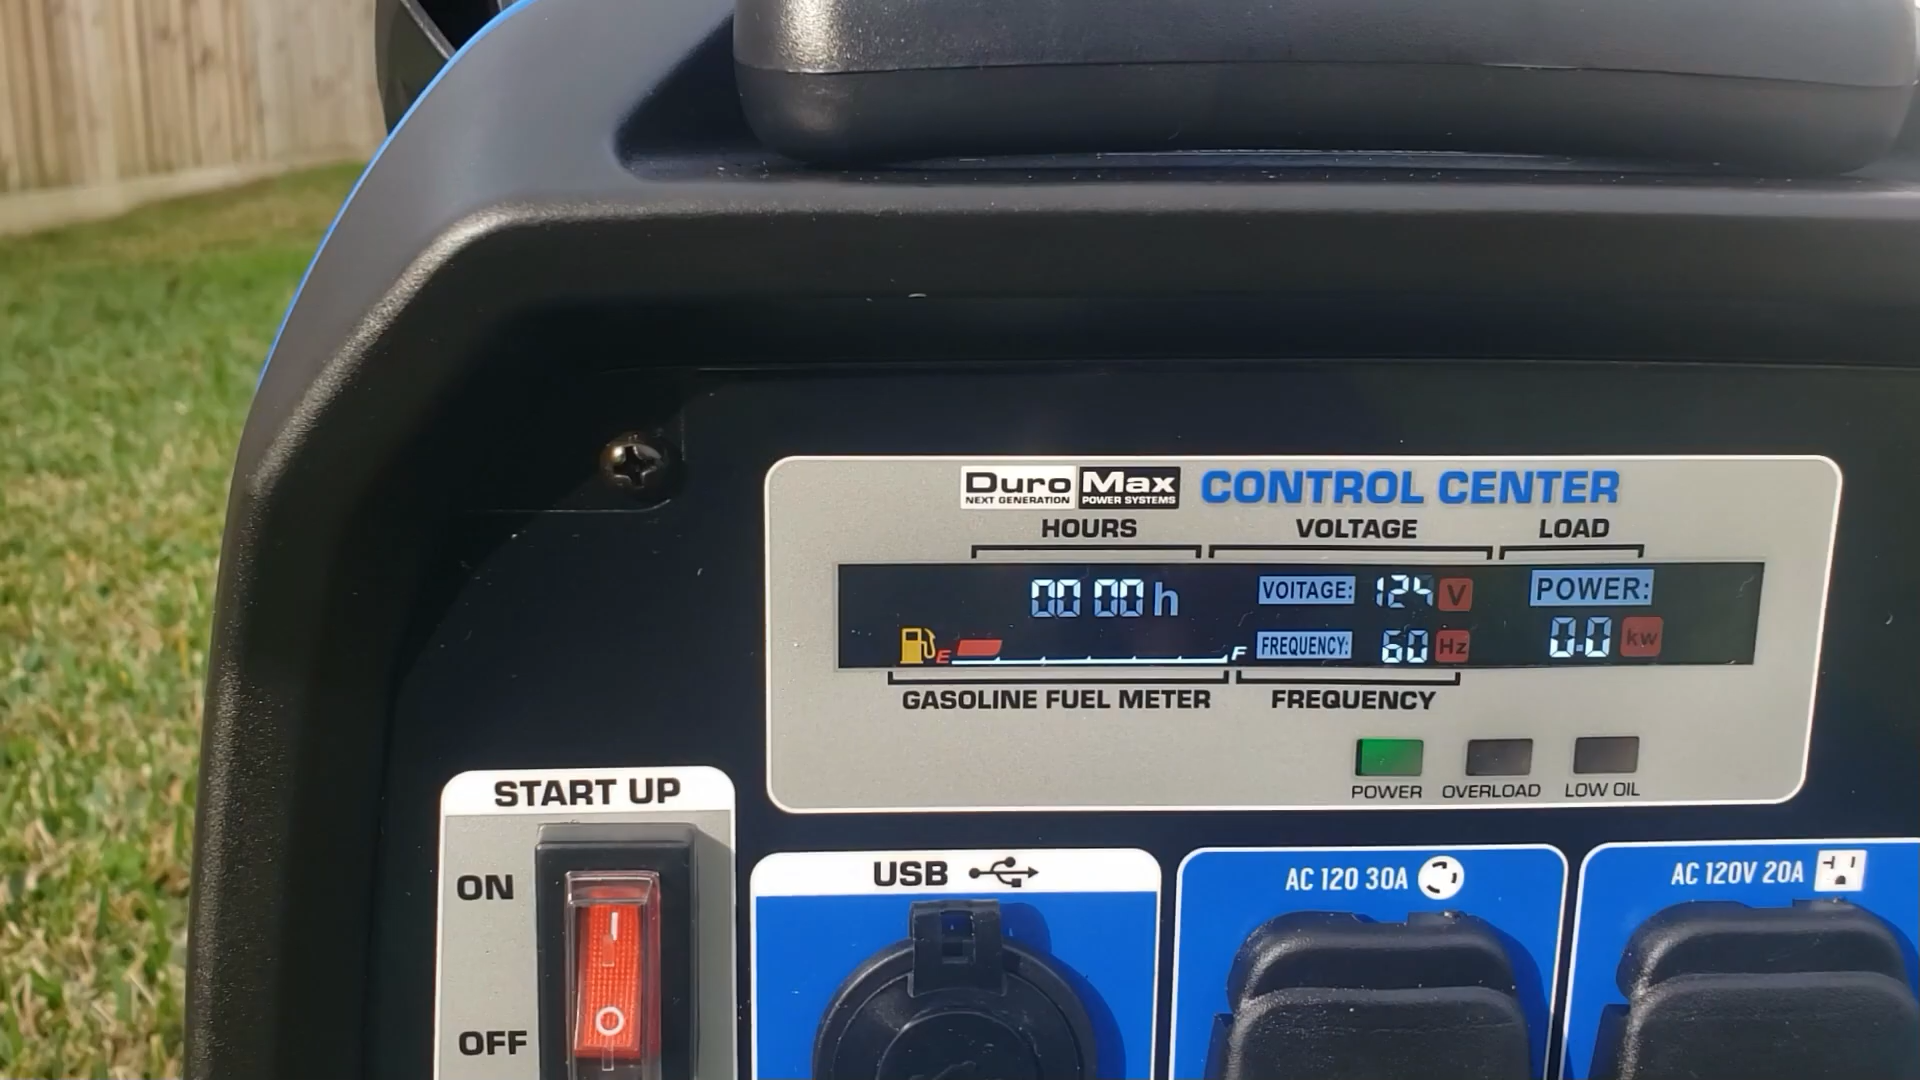 DuroMax CONTROL CENTER
NEXT GENERATION POWER SYSTEMS
HOURS VOLTAGE LOAD
00 00 h VOITAGE: 124 V POWER:
E F FREQUENCY: 60 Hz 0.0 kw
GASOLINE FUEL METER FREQUENCY
POWER OVERLOAD LOW OIL
START UP
ON
OFF
USB
AC 120 30A
AC 120V 20A